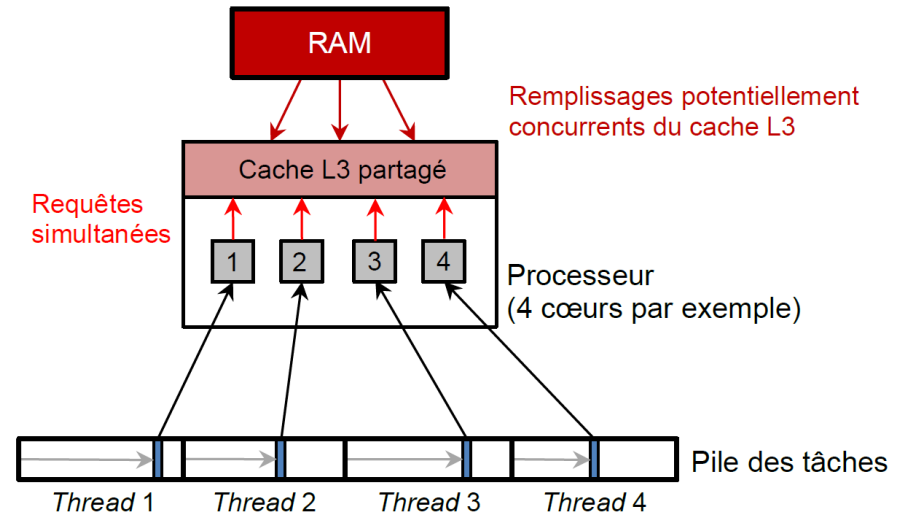 RAM
Remplissages potentiellement
concurrents du cache L3
Cache L3 partagé
Requêtes
simultanées
1 2 3 4
Processeur
(4 cœurs par exemple)
Pile des tâches
Thread 1 Thread 2 Thread 3 Thread 4